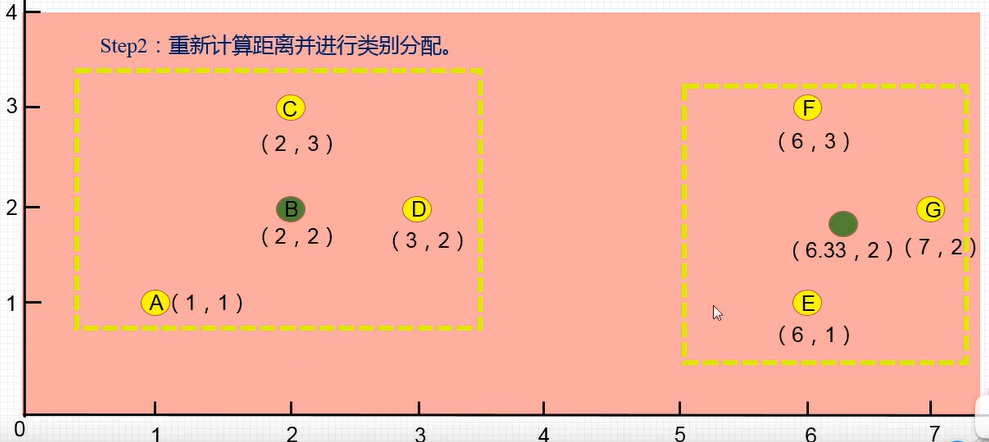 4
Step2：重新计算距离并进行类别分配。
3
C
F
（2，3）
（6，3）
2
B
D
G
（2，2）
（3，2）
（6.33，2）
（7，2）
1
A（1，1）
E
（6，1）
0
1
2
3
4
5
6
7